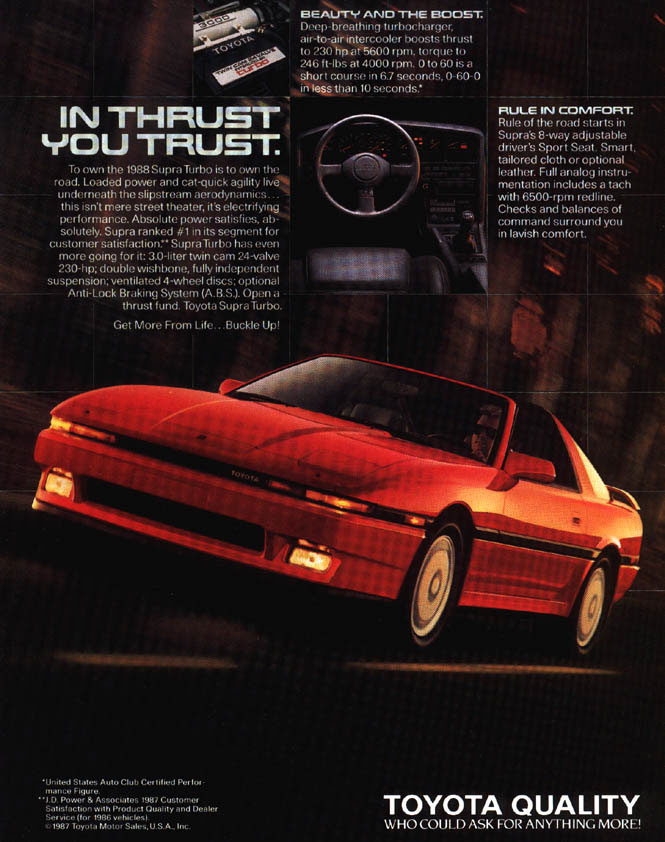 3000
TOYOTA
TWIN CAM 24 VALVE
turbo
BEAUTY AND THE BOOST.
Deep-breathing turbocharger,
air-to-air intercooler boosts thrust
to 230 hp at 5600 rpm, torque to
246 ft-lbs at 4000 rpm. 0 to 60 is a
short course in 6.7 seconds, 0-60-0
in less than 10 seconds.*
IN THRUST
YOU TRUST.
To own the 1988 Supra Turbo is to own the
road. Loaded power and cat-quick agility live
underneath the slipstream aerodynamics...
this isn't mere street theater, it's electrifying
performance. Absolute power satisfies, ab-
solutely. Supra ranked #1 in its segment for
customer satisfaction.** Supra Turbo has even
more going for it: 3.0-liter twin cam 24-valve
230-hp; double wishbone, fully independent
suspension; ventilated 4-wheel discs; optional
Anti-Lock Braking System (A.B.S.). Open a
thrust fund. Toyota Supra Turbo.
Get More From Life...Buckle Up!
RULE IN COMFORT.
Rule of the road starts in
Supra's 8-way adjustable
driver's Sport Seat. Smart,
tailored cloth or optional
leather. Full analog instru-
mentation includes a tach
with 6500-rpm redline.
Checks and balances of
command surround you
in lavish comfort.
TOYOTA
*United States Auto Club Certified Perfor-
mance Figure.
**J.D. Power & Associates 1987 Customer
Satisfaction with Product Quality and Dealer
Service (for 1986 vehicles).
©1987 Toyota Motor Sales, U.S.A., Inc.
TOYOTA QUALITY
WHO COULD ASK FOR ANYTHING MORE!